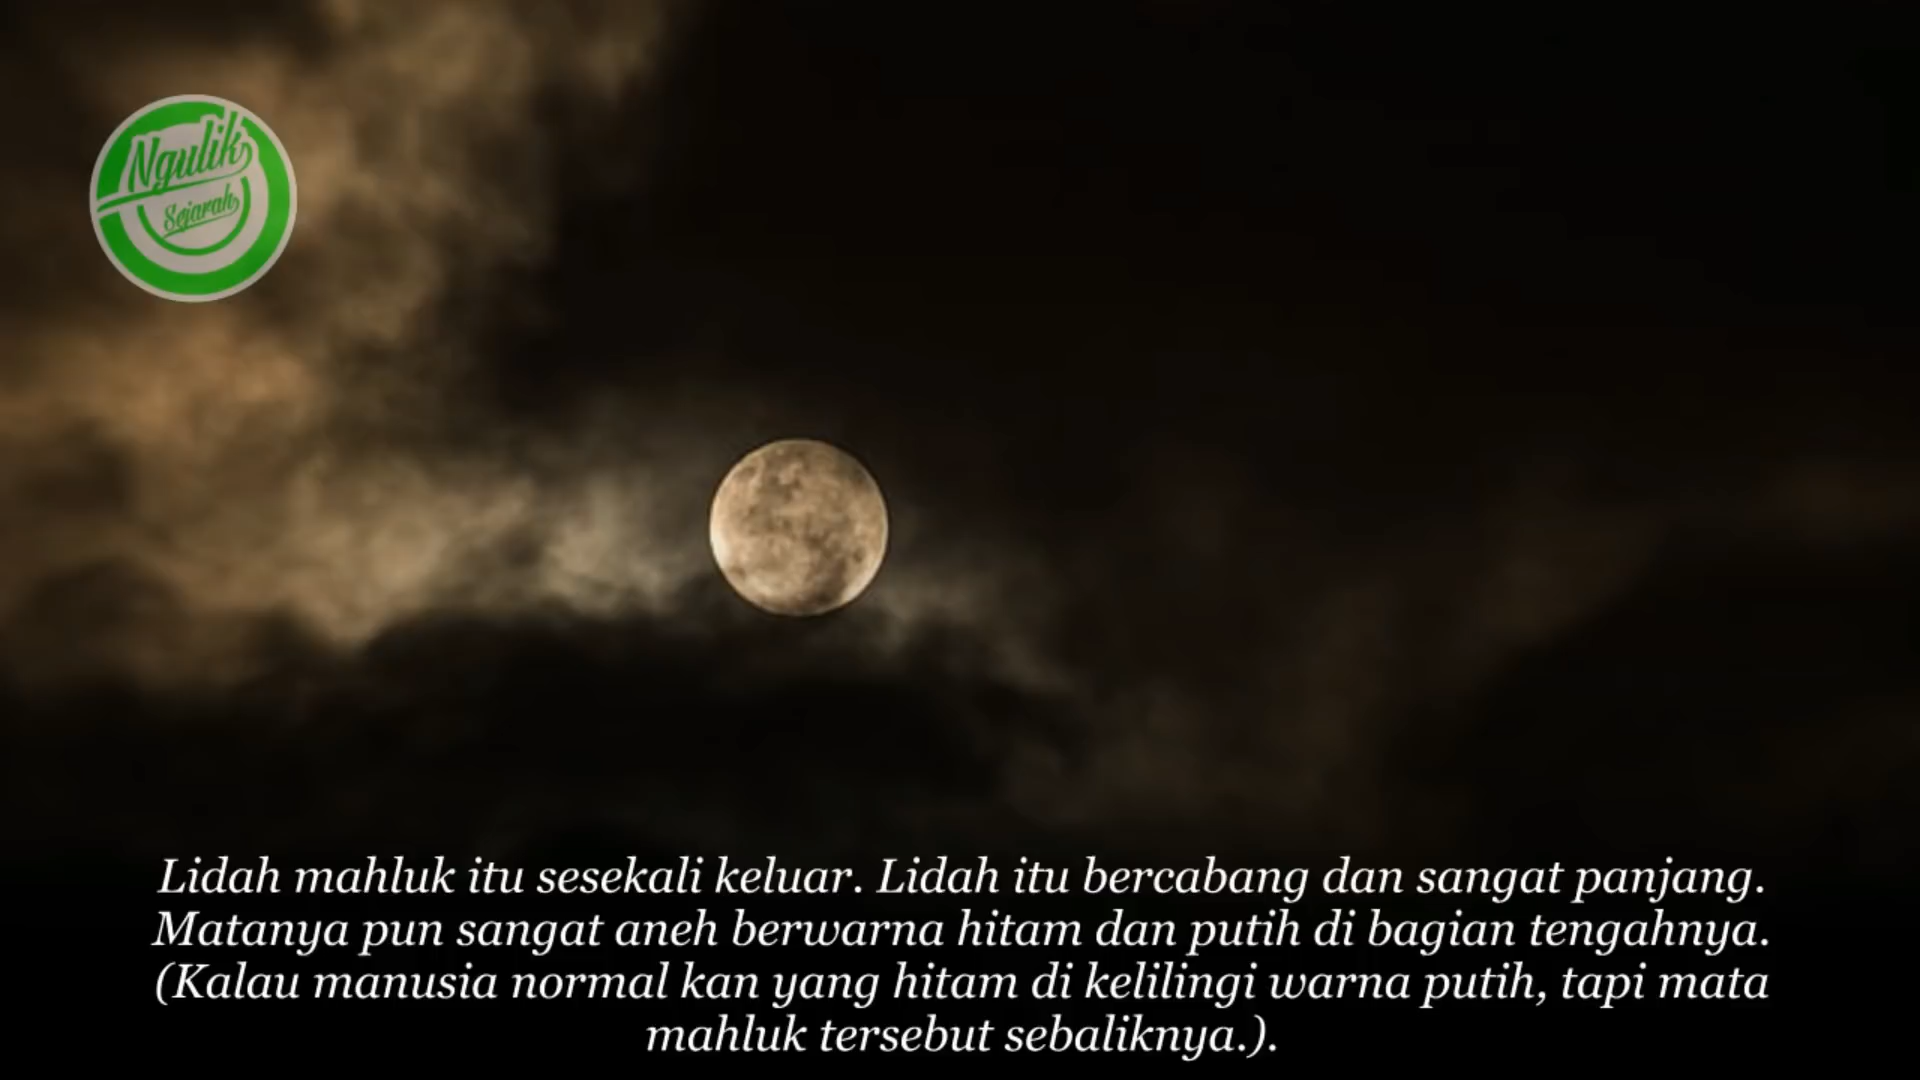 Ngulik
Sejarah
Lidah mahluk itu sesekali keluar. Lidah itu bercabang dan sangat panjang.
Matanya pun sangat aneh berwarna hitam dan putih di bagian tengahnya.
(Kalau manusia normal kan yang hitam di kelilingi warna putih, tapi mata
mahluk tersebut sebaliknya.).